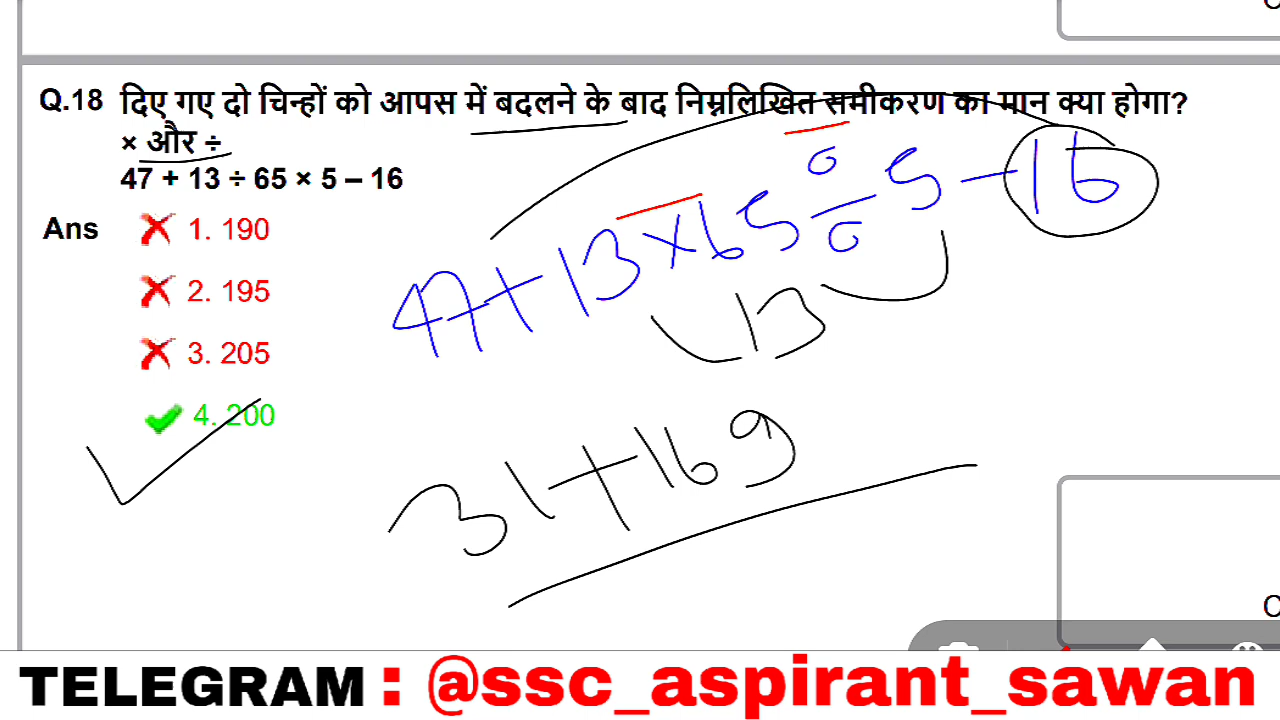 Q.18 दिए गए दो चिन्हों को आपस में बदलने के बाद निम्नलिखित समीकरण का मान क्या होगा?
× और ÷
47 + 13 ÷ 65 × 5 – 16
Ans
1. 190
2. 195
3. 205
4. 200
47+13×65÷5-16
13
31+169
TELEGRAM : @ssc_aspirant_sawan